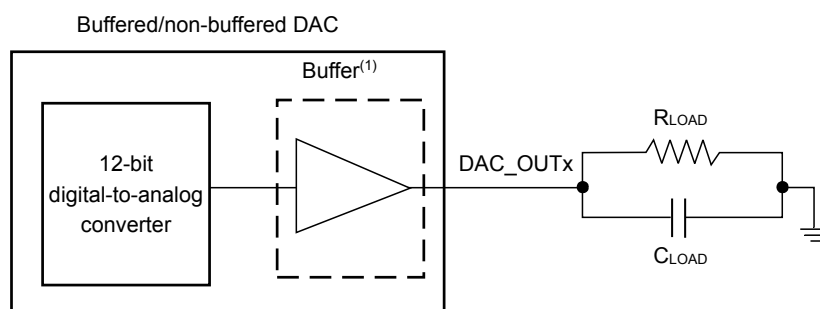 Buffered/non-buffered DAC
Buffer(1)
12-bit
digital-to-analog
converter
DAC_OUTx
RLOAD
CLOAD